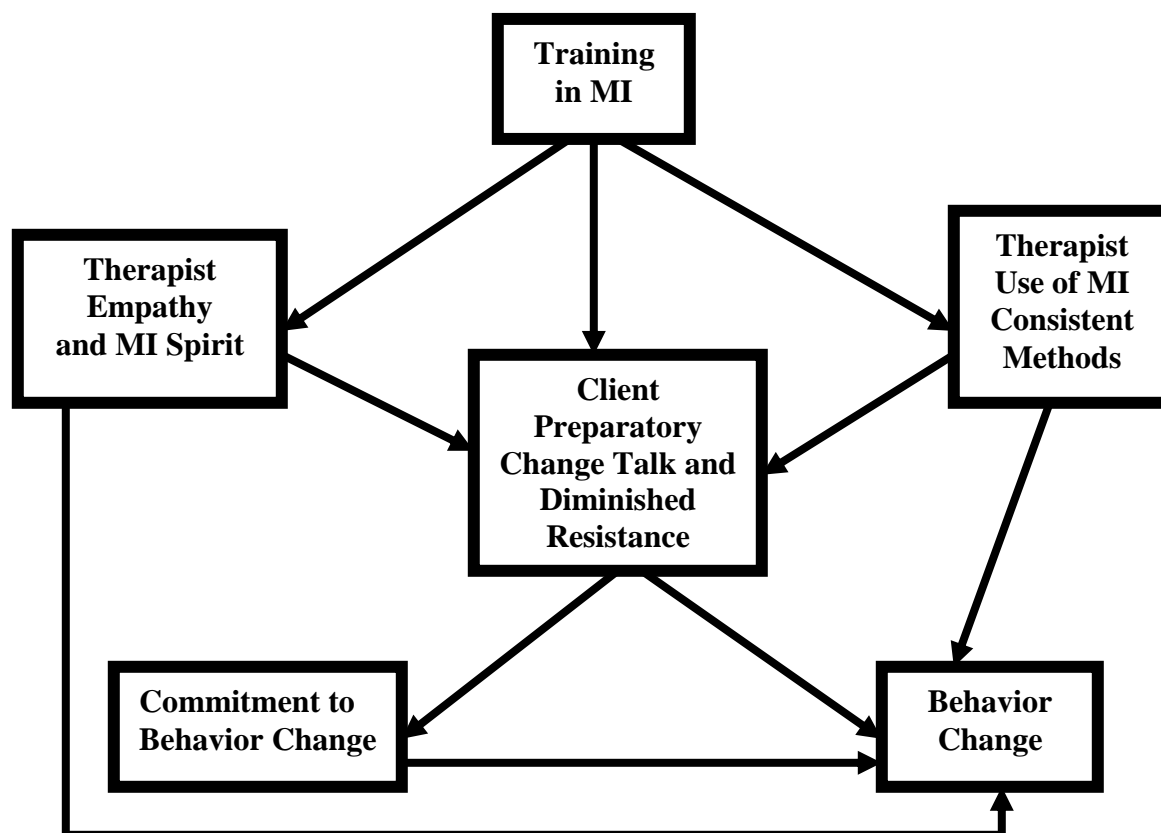 Training
in MI
Therapist
Empathy
and MI Spirit
Therapist
Use of MI
Consistent
Methods
Client
Preparatory
Change Talk and
Diminished
Resistance
Commitment to
Behavior Change
Behavior
Change